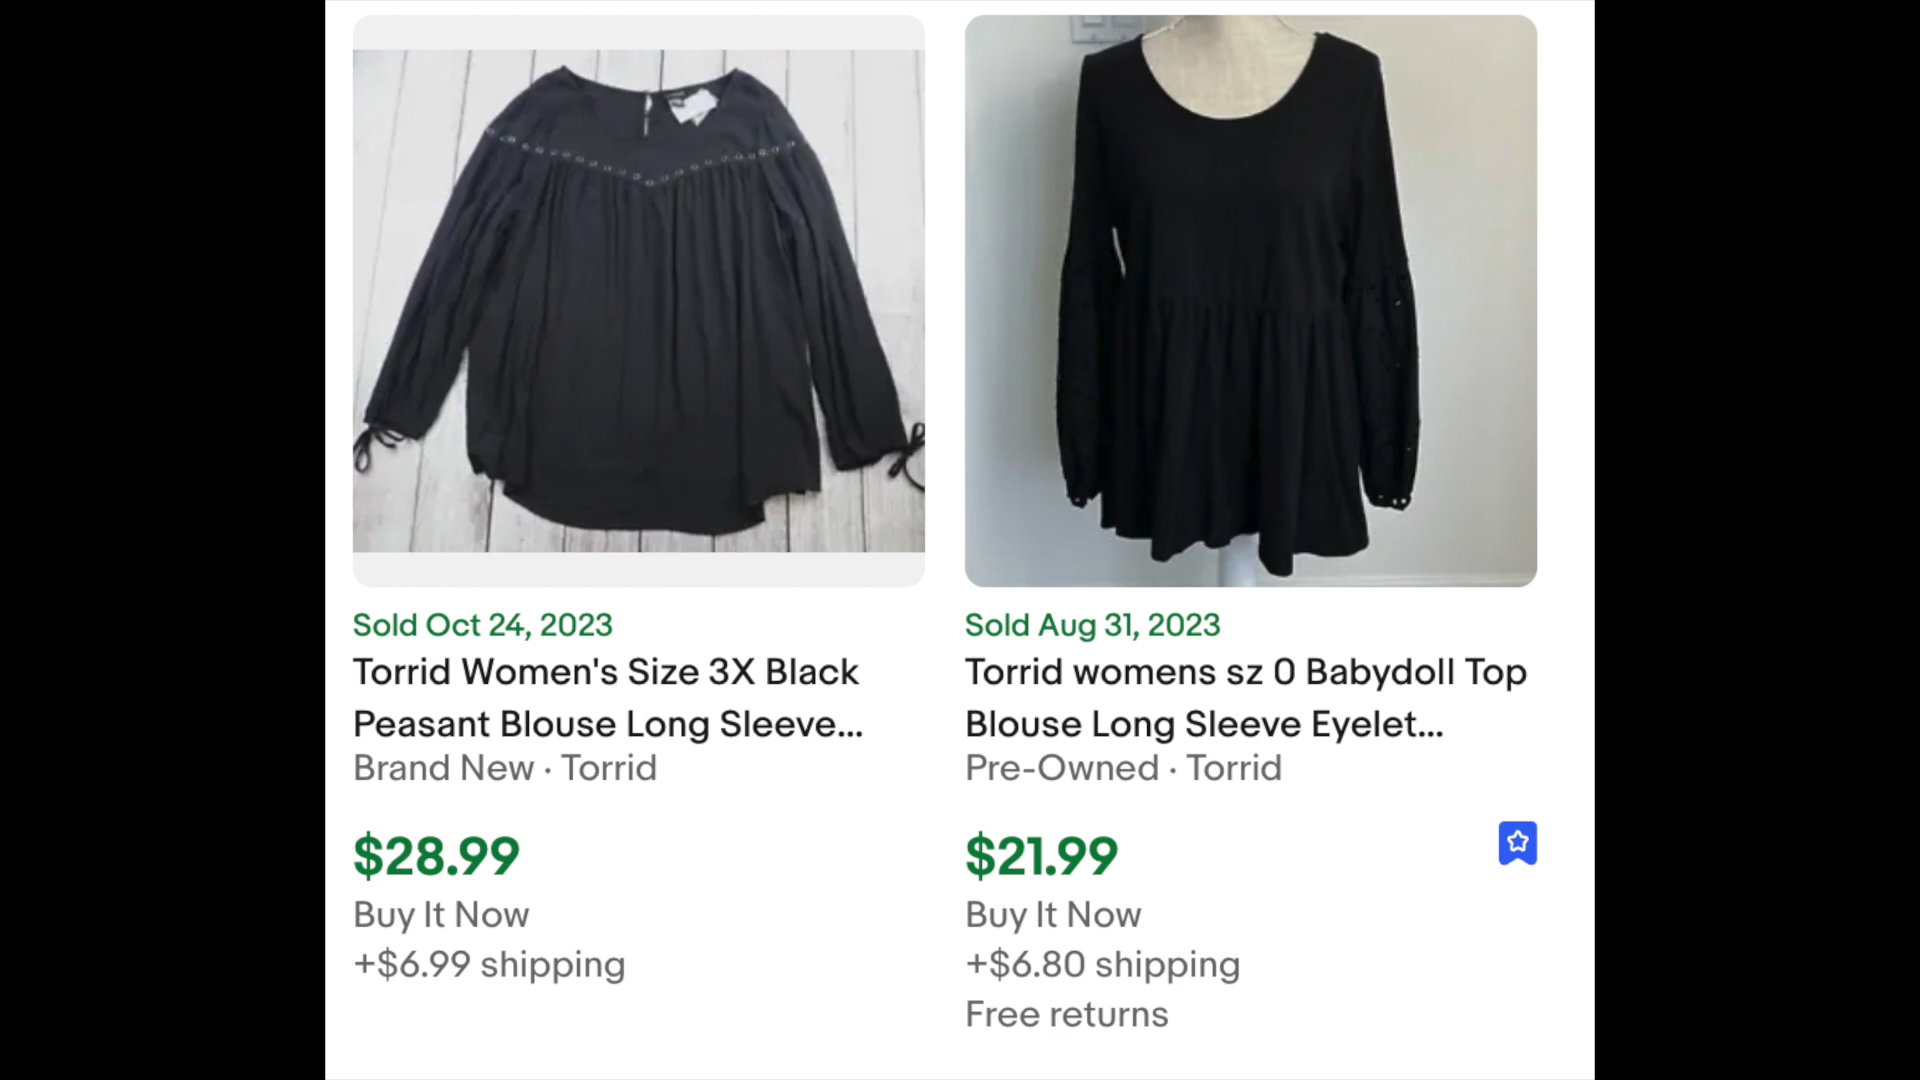 Sold Oct 24, 2023
Torrid Women's Size 3X Black
Peasant Blouse Long Sleeve...
Brand New · Torrid
$28.99
Buy It Now
+$6.99 shipping
Sold Aug 31, 2023
Torrid womens sz 0 Babydoll Top
Blouse Long Sleeve Eyelet...
Pre-Owned · Torrid
$21.99
Buy It Now
+$6.80 shipping
Free returns